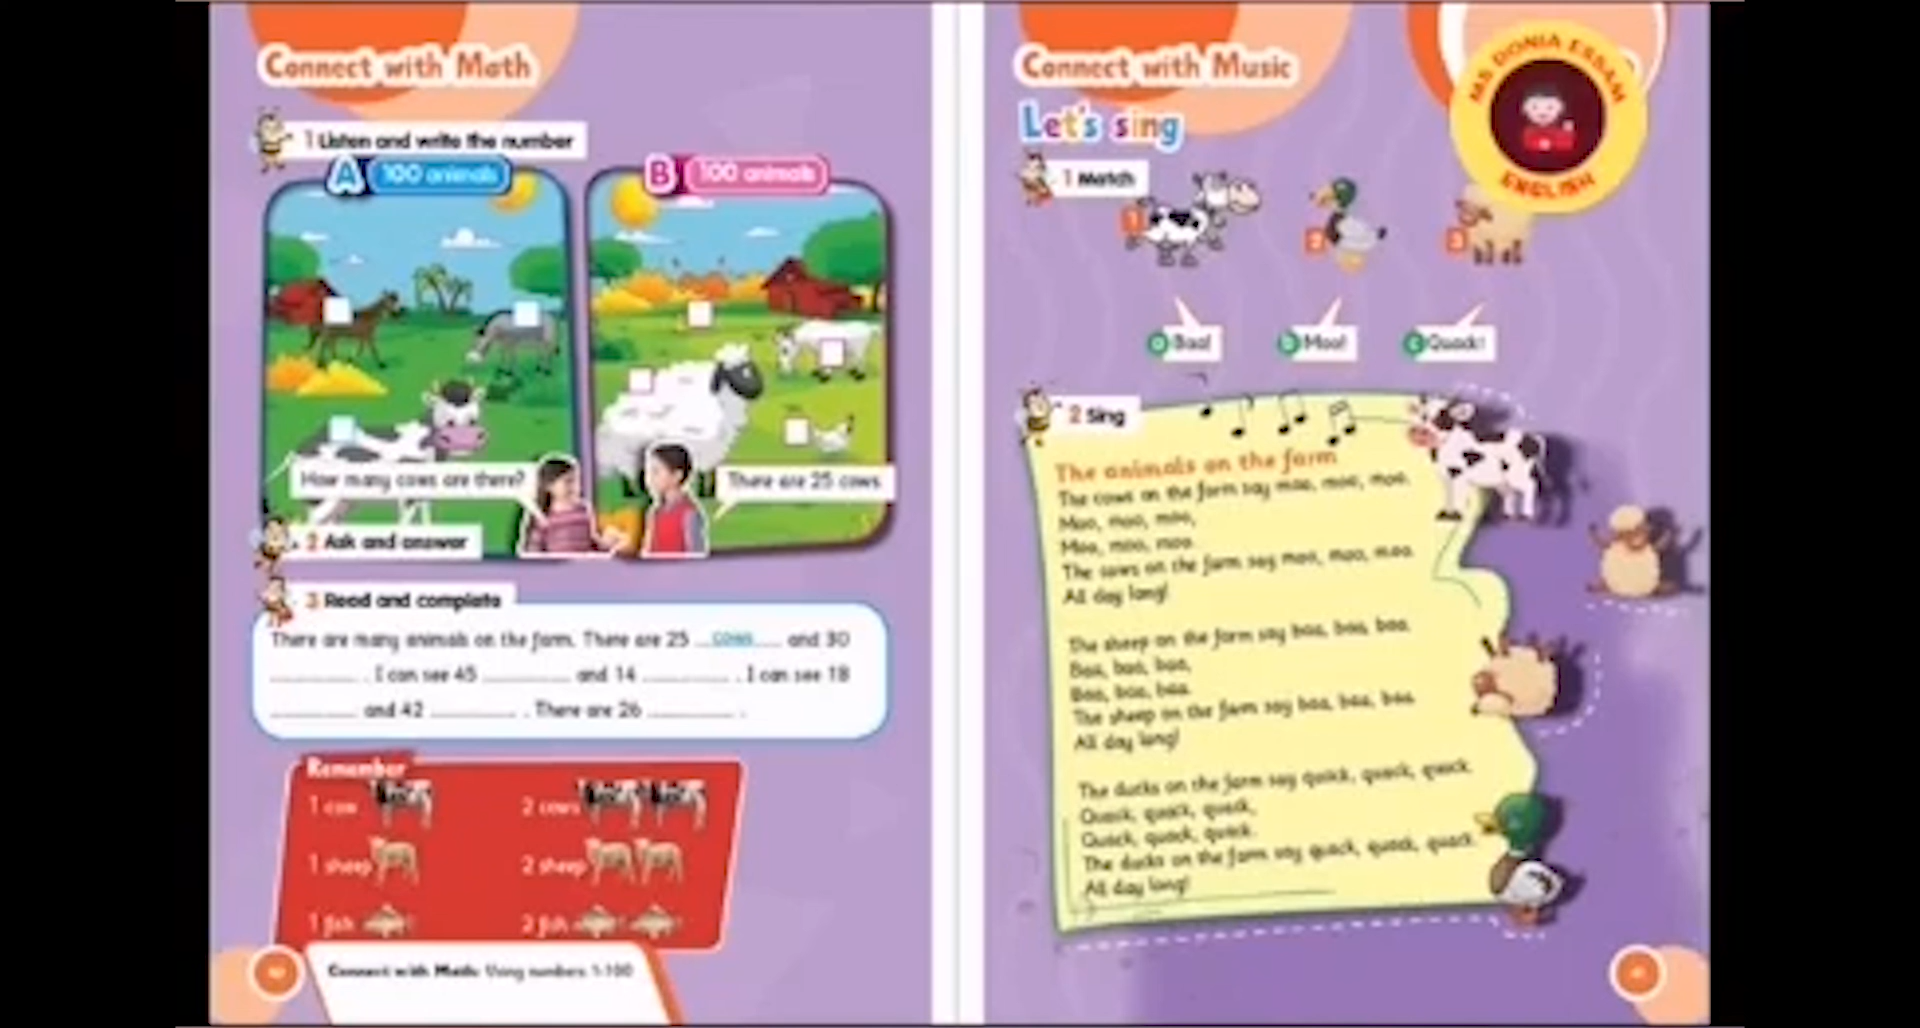 Connect with Math
1 Listen and write the number
A 100 animals
B 100 animals
How many cows are there?
There are 25 cows.
2 Ask and answer
3 Read and complete
There are many animals on the farm. There are 25 cows and 30
. I can see 45 and 14 . I can see 18
and 42 . There are 26 .
Remember
1 cow 2 cows
1 sheep 2 sheep
1 fish 2 fish
Connect with Math: Using numbers: 1-100
Connect with Music
Let's sing
MS DONIA ESSAM
ENGLISH
1 Match
1
2
3
a Baa!
b Moo!
c Quack!
2 Sing
The animals on the farm
The cows on the farm say moo, moo, moo.
Moo, moo, moo,
Moo, moo, moo.
The cows on the farm say moo, moo, moo.
All day long!
The sheep on the farm say baa, baa, baa.
Baa, baa, baa,
Baa, baa, baa.
The sheep on the farm say baa, baa, baa.
All day long!
The ducks on the farm say quack, quack, quack.
Quack, quack, quack,
Quack, quack, quack.
The ducks on the farm say quack, quack, quack.
All day long!